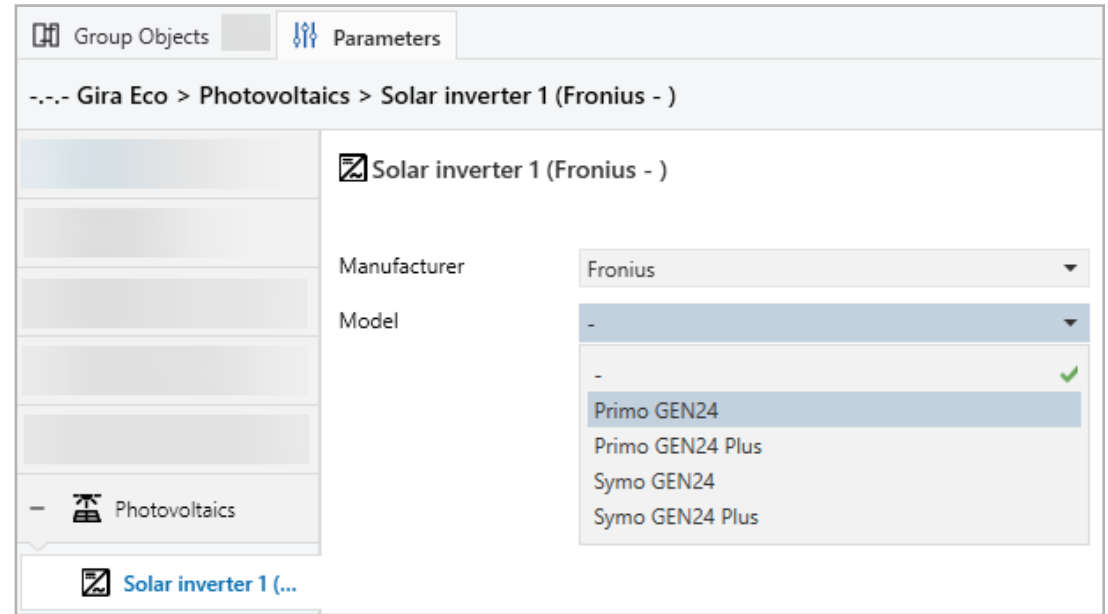 Group Objects
Parameters
-.-.- Gira Eco > Photovoltaics > Solar inverter 1 (Fronius - )
Solar inverter 1 (Fronius - )
Manufacturer
Fronius
Model
-
-
Primo GEN24
Primo GEN24 Plus
Symo GEN24
Symo GEN24 Plus
Photovoltaics
Solar inverter 1 (...